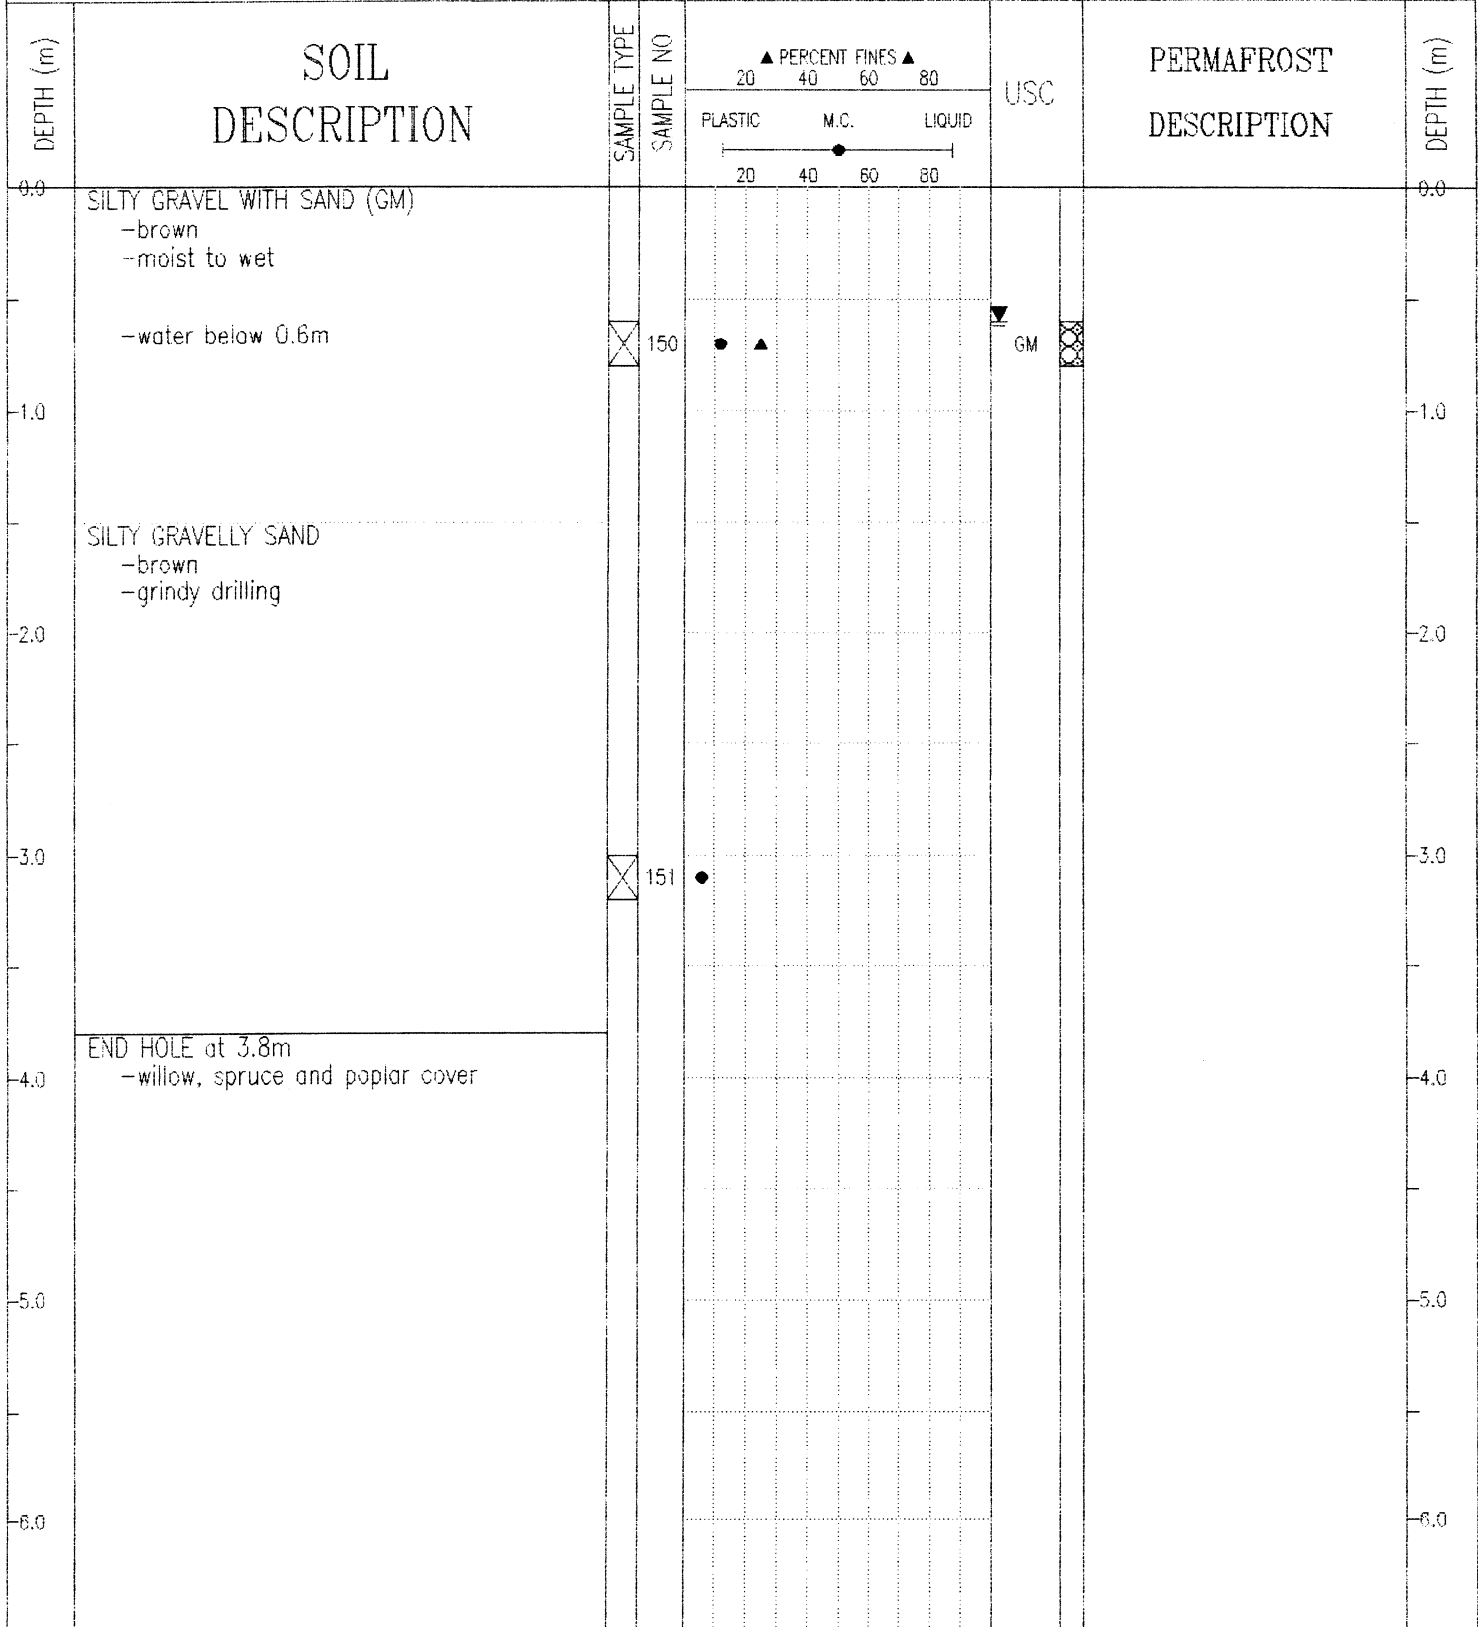 DEPTH (m)
SOIL
DESCRIPTION
SAMPLE TYPE
SAMPLE NO
▲ PERCENT FINES ▲
20 40 60 80
PLASTIC M.C. LIQUID
20 40 60 80
USC
PERMAFROST
DESCRIPTION
DEPTH (m)
0.0 0.0
SILTY GRAVEL WITH SAND (GM)
-brown
-moist to wet
-water below 0.6m
150 GM
1.0 1.0
SILTY GRAVELLY SAND
-brown
-grindy drilling
2.0 2.0
3.0 3.0
151
END HOLE at 3.8m
-willow, spruce and poplar cover
4.0 4.0
5.0 5.0
6.0 6.0